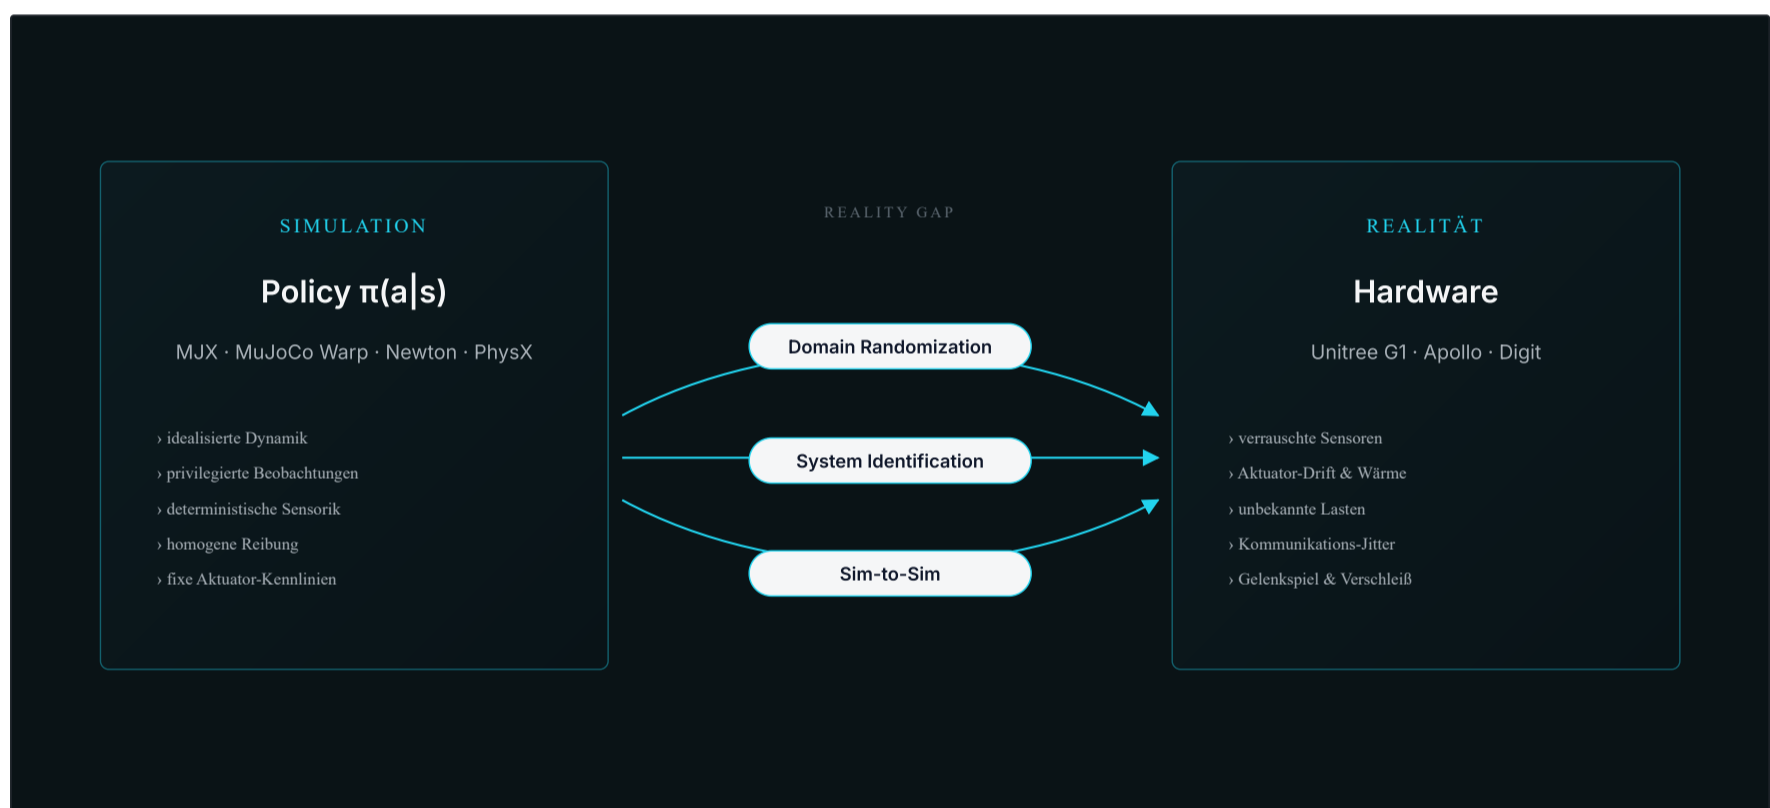 SIMULATION
Policy π(a|s)
MJX · MuJoCo Warp · Newton · PhysX
› idealisierte Dynamik
› privilegierte Beobachtungen
› deterministische Sensorik
› homogene Reibung
› fixe Aktuator-Kennlinien
REALITY GAP
Domain Randomization
System Identification
Sim-to-Sim
REALITÄT
Hardware
Unitree G1 · Apollo · Digit
› verrauschte Sensoren
› Aktuator-Drift & Wärme
› unbekannte Lasten
› Kommunikations-Jitter
› Gelenkspiel & Verschleiß